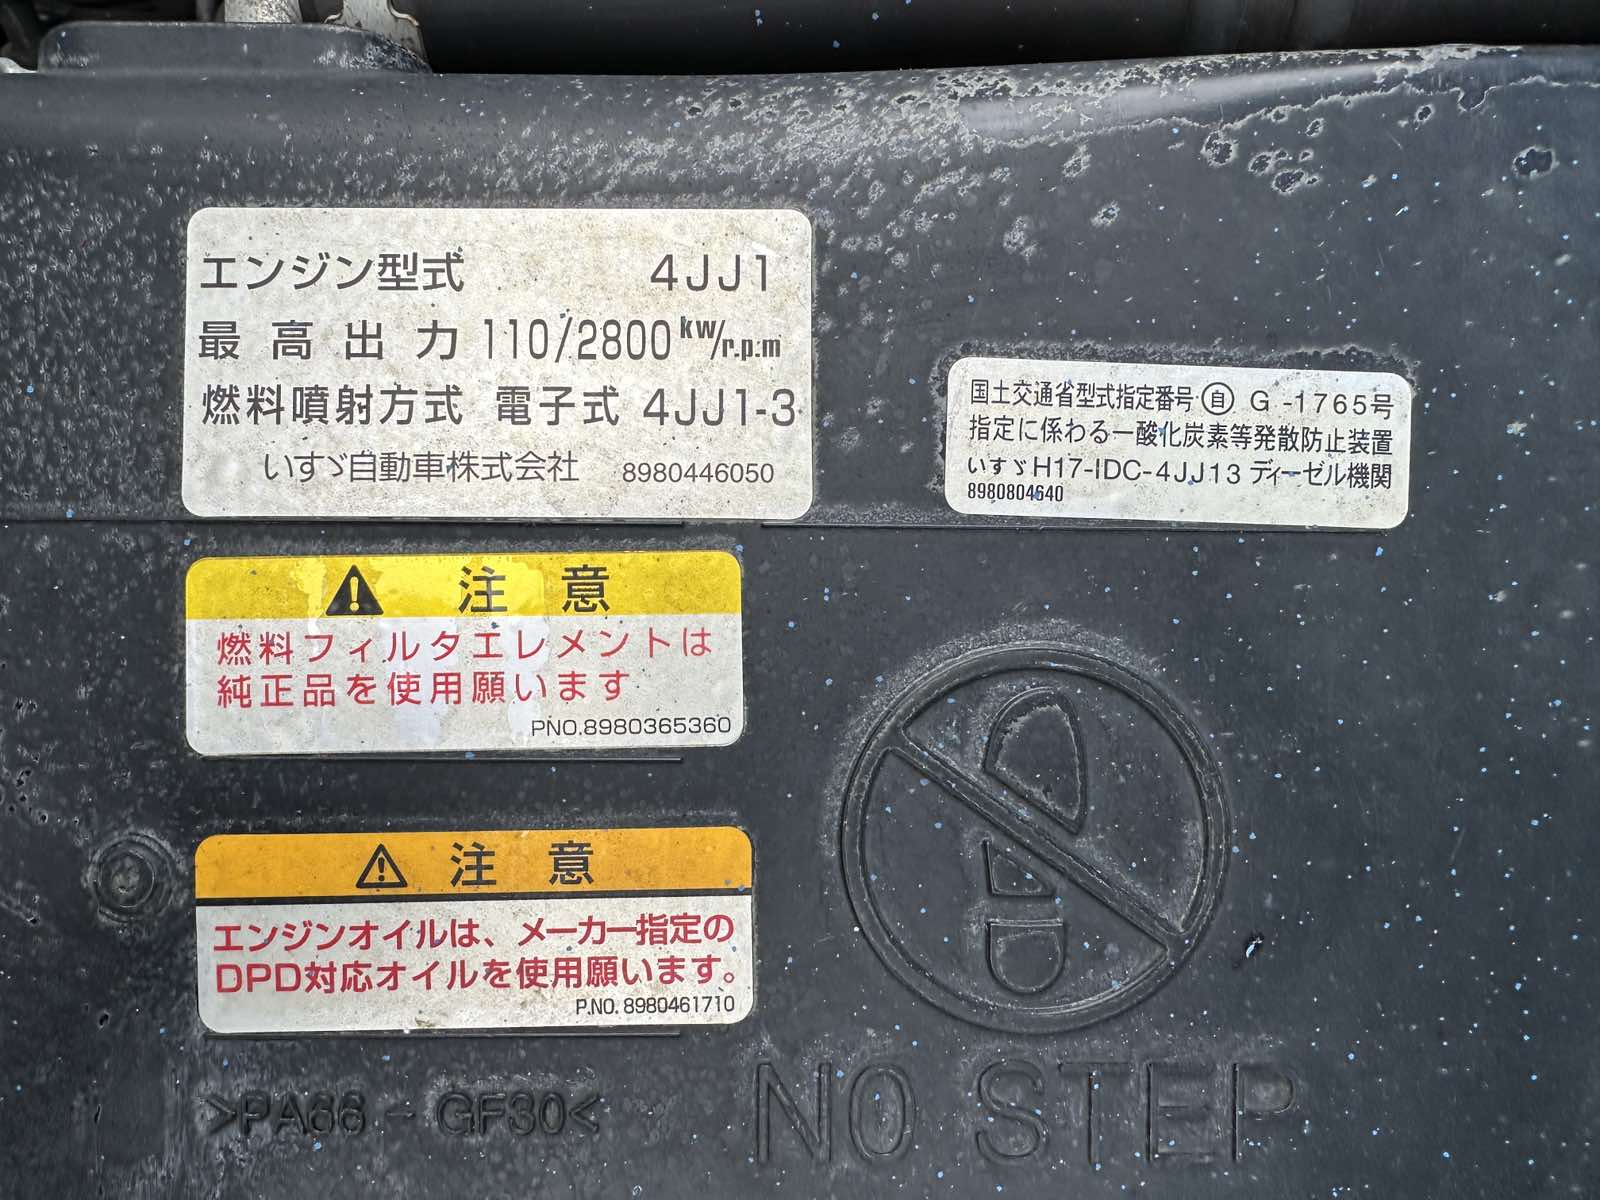 エンジン型式 4JJ1
最高出力 110/2800 kw/r.p.m
燃料噴射方式 電子式 4JJ1-3
いすゞ自動車株式会社 8980446050
国土交通省型式指定番号 自 G -1765号
指定に係わる一酸化炭素等発散防止装置
いすゞH17-IDC-4JJ13 ディーゼル機関
8980804640
注意
燃料フィルタエレメントは
純正品を使用願います
PNO.8980365360
注意
エンジンオイルは、メーカー指定の
DPD対応オイルを使用願います。
P.NO. 8980461710
>PA66-GF30<
NO STEP